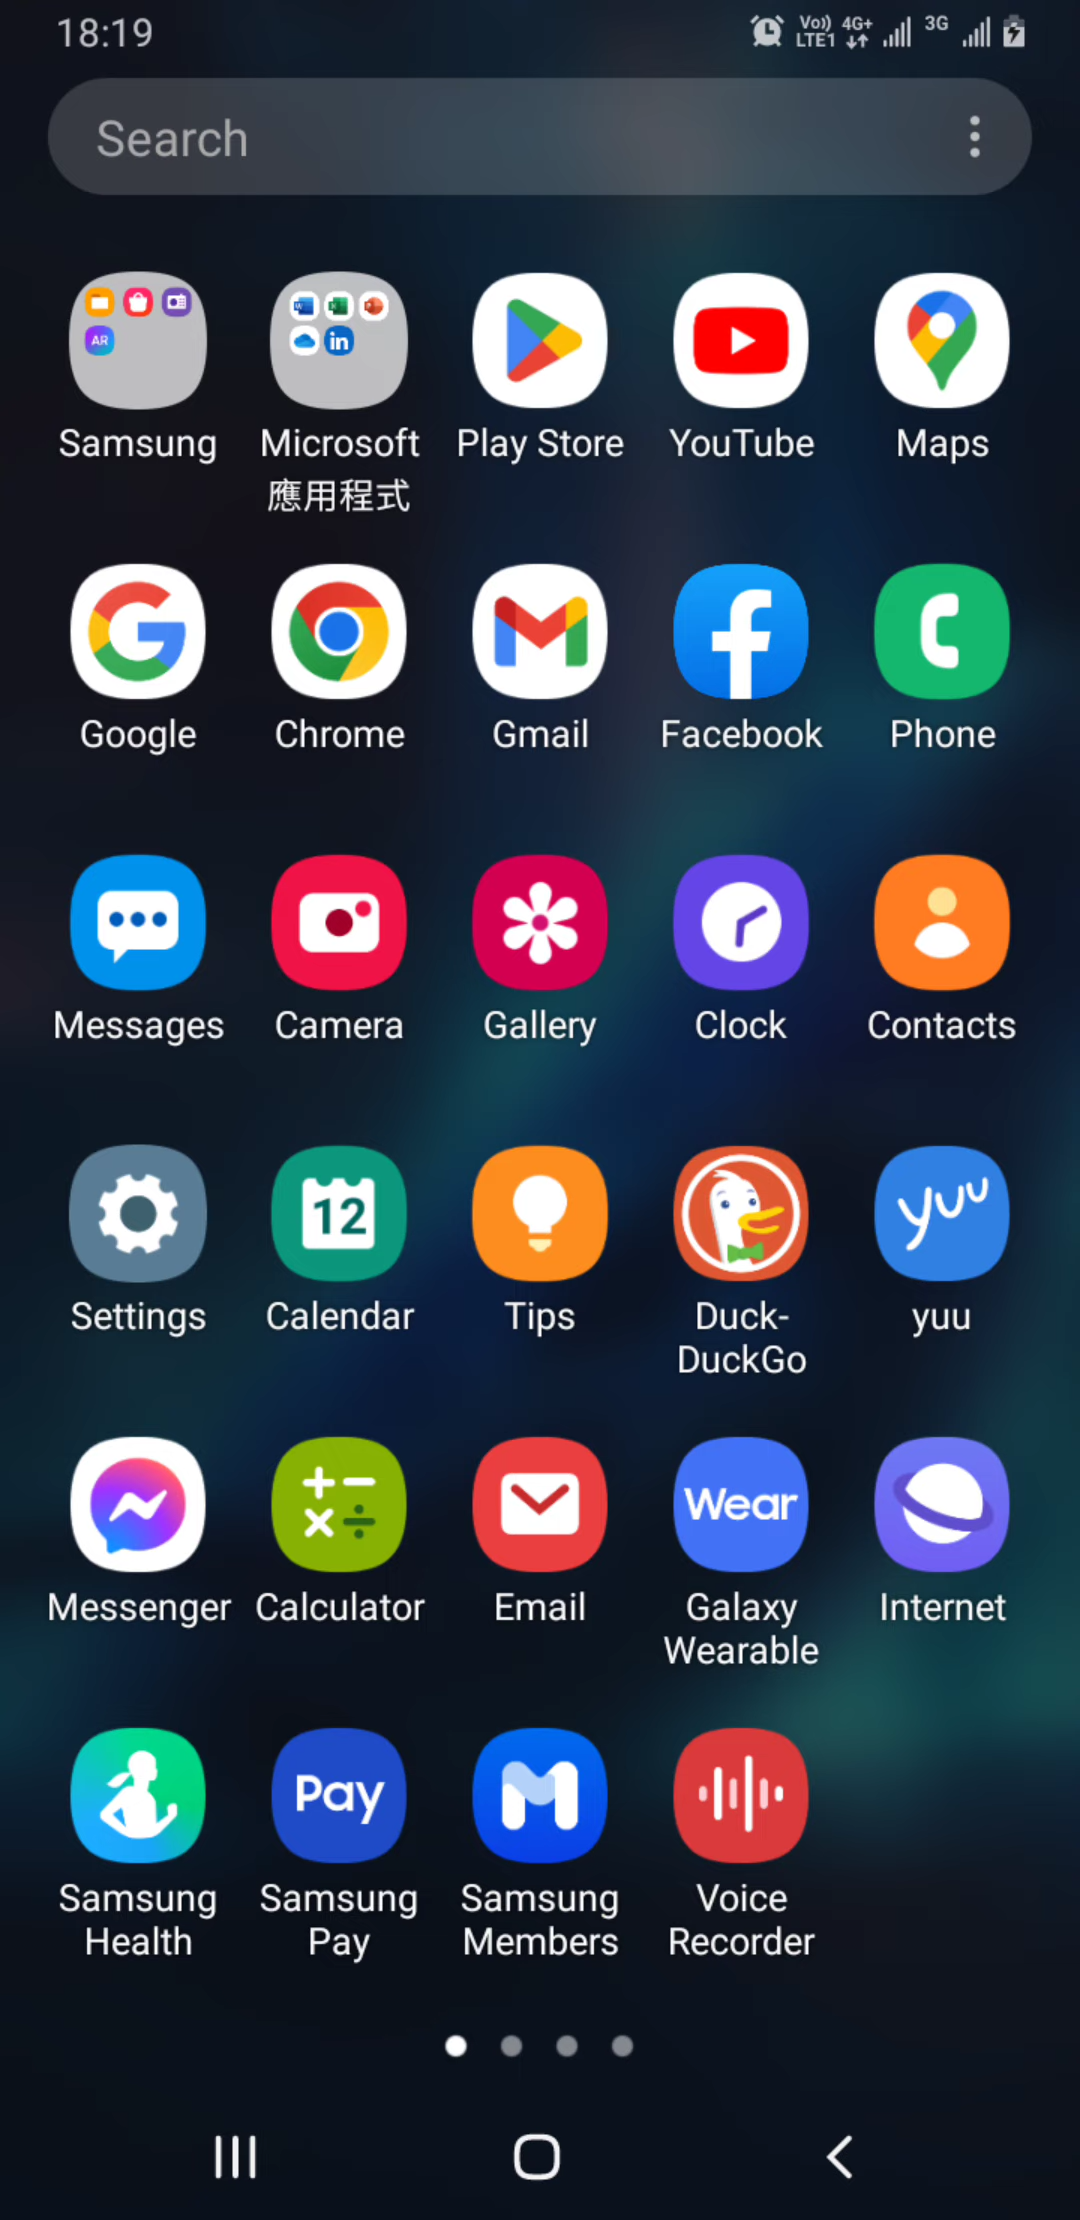 18:19
Vo)) LTE1 4G+ 3G
Search
AR
in
Samsung
Microsoft
應用程式
Play Store
YouTube
Maps
Google
Chrome
Gmail
Facebook
Phone
Messages
Camera
Gallery
Clock
Contacts
12
yuu
Settings
Calendar
Tips
Duck-
DuckGo
yuu
Wear
Messenger
Calculator
Email
Galaxy
Wearable
Internet
Pay
Samsung
Health
Samsung
Pay
Samsung
Members
Voice
Recorder